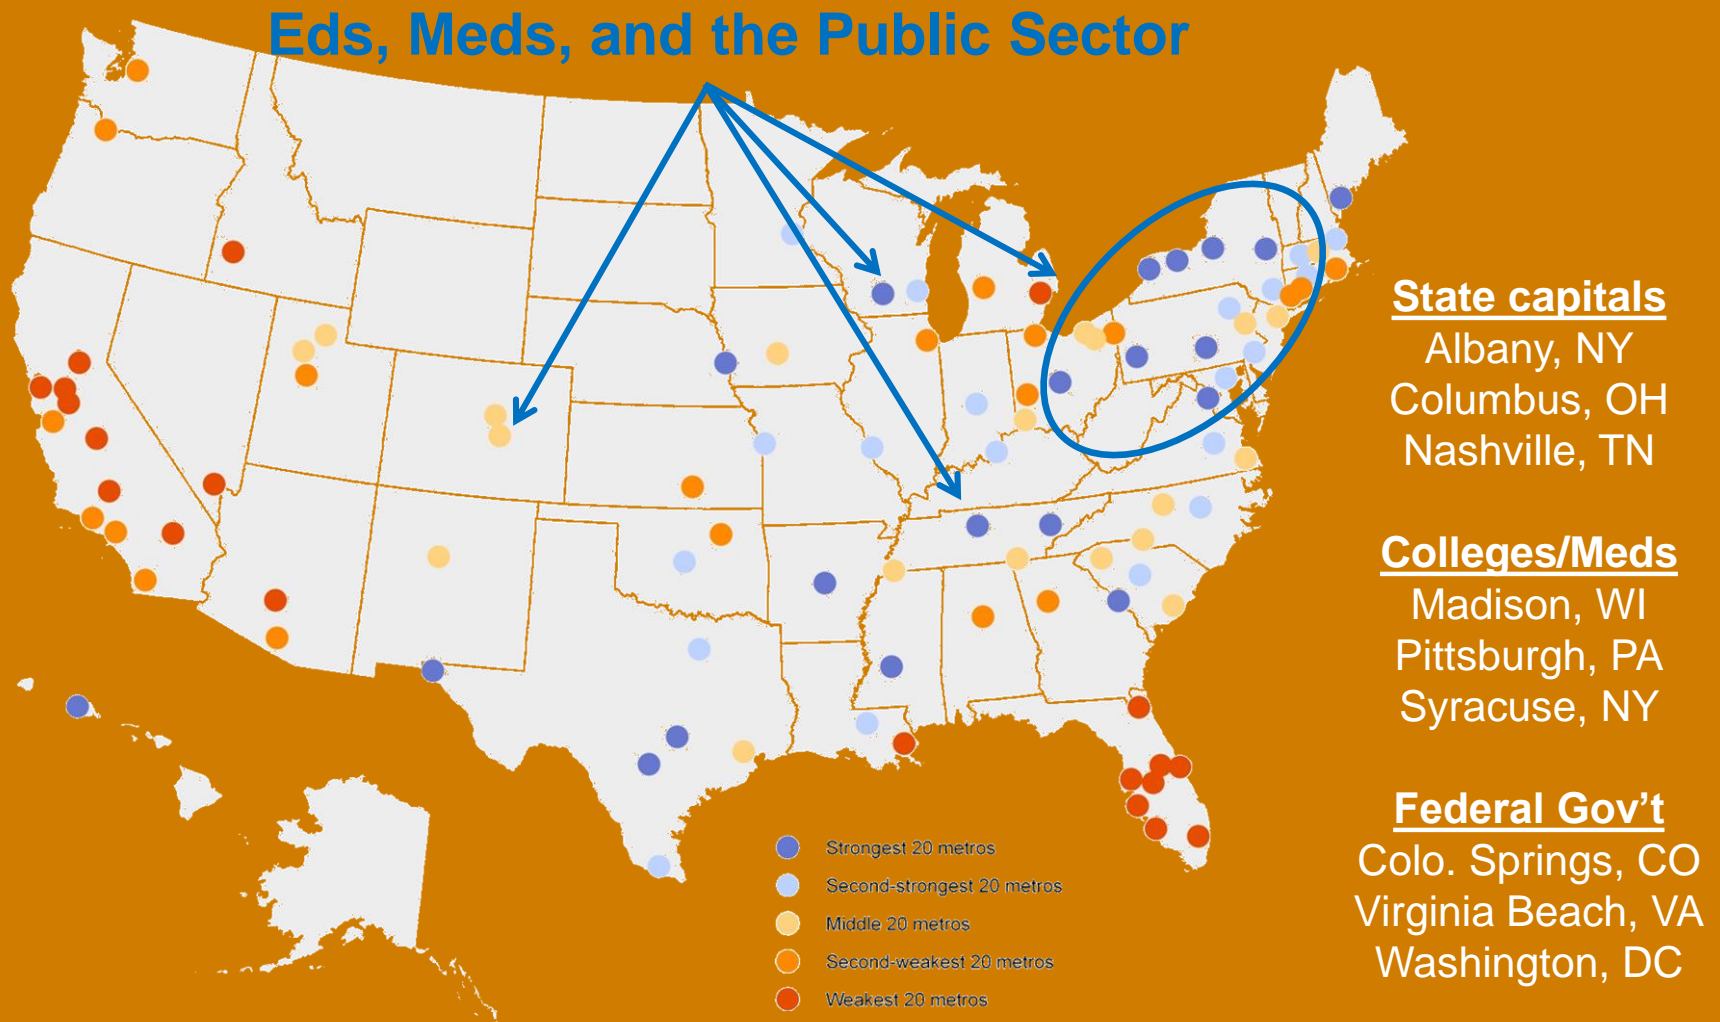 Eds, Meds, and the Public Sector
State capitals
Albany, NY
Columbus, OH
Nashville, TN
Colleges/Meds
Madison, WI
Pittsburgh, PA
Syracuse, NY
Federal Gov’t
Colo. Springs, CO
Virginia Beach, VA
Washington, DC
Strongest 20 metros
Second-strongest 20 metros
Middle 20 metros
Second-weakest 20 metros
Weakest 20 metros